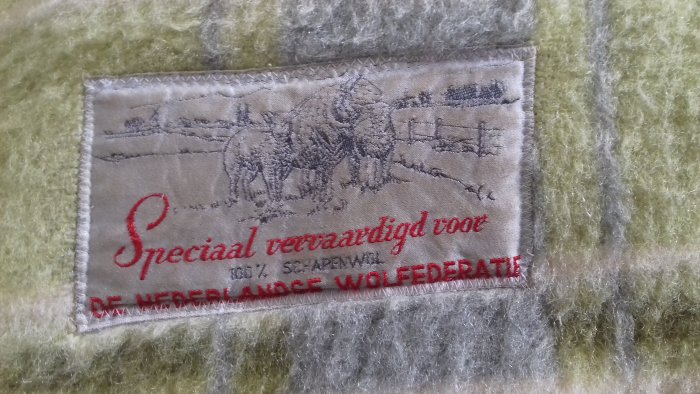 Speciaal vervaardigd voor
100% SCHAPENWOL
DE NEDERLANDSE WOLFEDERATIE